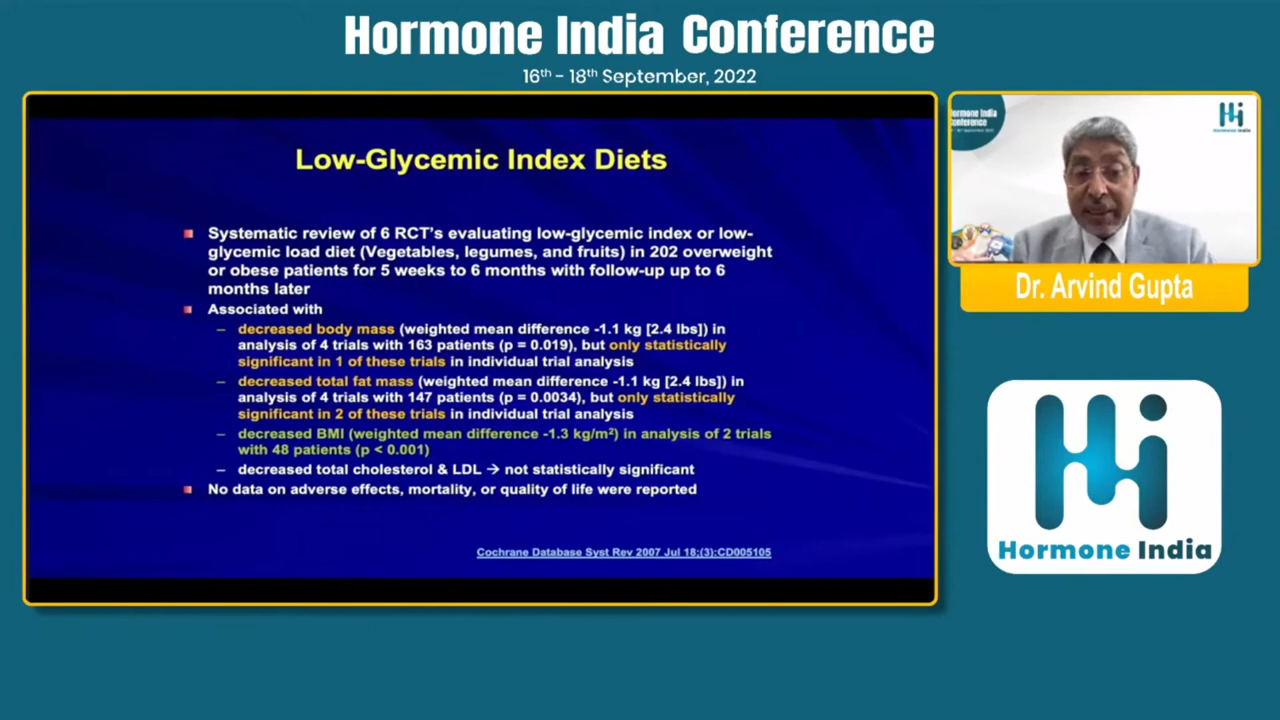 Hormone India Conference
16th - 18th September, 2022
Low-Glycemic Index Diets
Systematic review of 6 RCT's evaluating low-glycemic index or low-
glycemic load diet (Vegetables, legumes, and fruits) in 202 overweight
or obese patients for 5 weeks to 6 months with follow-up up to 6
months later
Associated with
– decreased body mass (weighted mean difference -1.1 kg [2.4 lbs]) in
analysis of 4 trials with 163 patients (p = 0.019), but only statistically
significant in 1 of these trials in individual trial analysis
– decreased total fat mass (weighted mean difference -1.1 kg [2.4 lbs]) in
analysis of 4 trials with 147 patients (p = 0.0034), but only statistically
significant in 2 of these trials in individual trial analysis
– decreased BMI (weighted mean difference -1.3 kg/m²) in analysis of 2 trials
with 48 patients (p < 0.001)
– decreased total cholesterol & LDL → not statistically significant
No data on adverse effects, mortality, or quality of life were reported
Cochrane Database Syst Rev 2007 Jul 18;(3):CD005105
ormone India
onference
Hormone India
Dr. Arvind Gupta
Hormone India